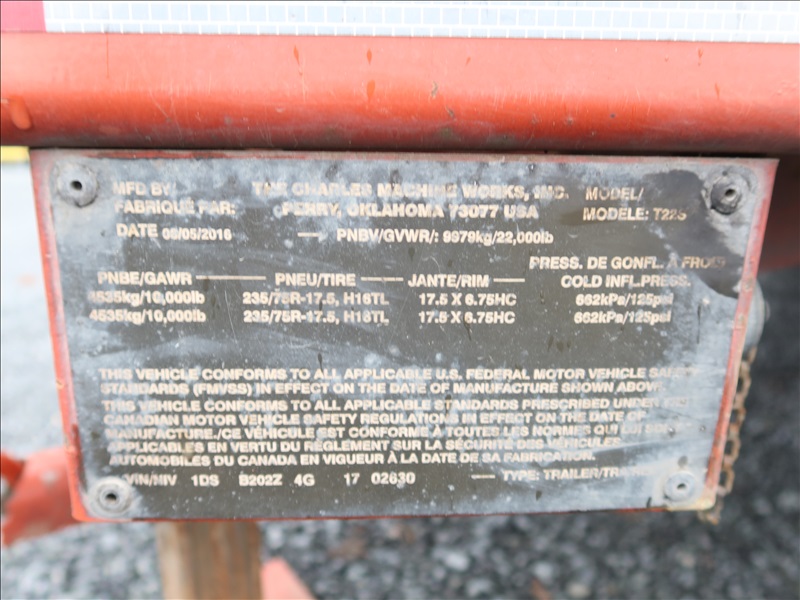 MFD BY/ THE CHARLES MACHINE WORKS, INC. MODEL/
FABRIQUÉ PAR: PERRY, OKLAHOMA 73077 USA MODELE: T22S
DATE 08/05/2016 PNBV/GVWR/: 9979kg/22,000lb
PRESS. DE GONFL. À FROID
PNBE/GAWR PNEU/TIRE JANTE/RIM COLD INFL.PRESS.
4535kg/10,000lb 235/75R-17.5, H16TL 17.5 X 6.75HC 862kPa/125psi
4535kg/10,000lb 235/75R-17.5, H16TL 17.5 X 6.75HC 862kPa/125psi
THIS VEHICLE CONFORMS TO ALL APPLICABLE U.S. FEDERAL MOTOR VEHICLE SAFETY
STANDARDS (FMVSS) IN EFFECT ON THE DATE OF MANUFACTURE SHOWN ABOVE.
THIS VEHICLE CONFORMS TO ALL APPLICABLE STANDARDS PRESCRIBED UNDER THE
CANADIAN MOTOR VEHICLE SAFETY REGULATIONS IN EFFECT ON THE DATE OF
MANUFACTURE./CE VÉHICULE EST CONFORME À TOUTES LES NORMES QUI LUI SONT
APPLICABLES EN VERTU DU RÈGLEMENT SUR LA SÉCURITÉ DES VÉHICULES
AUTOMOBILES DU CANADA EN VIGUEUR À LA DATE DE SA FABRICATION.
VIN/NIV 1DS B202Z 4G 17 02630 TYPE: TRAILER/